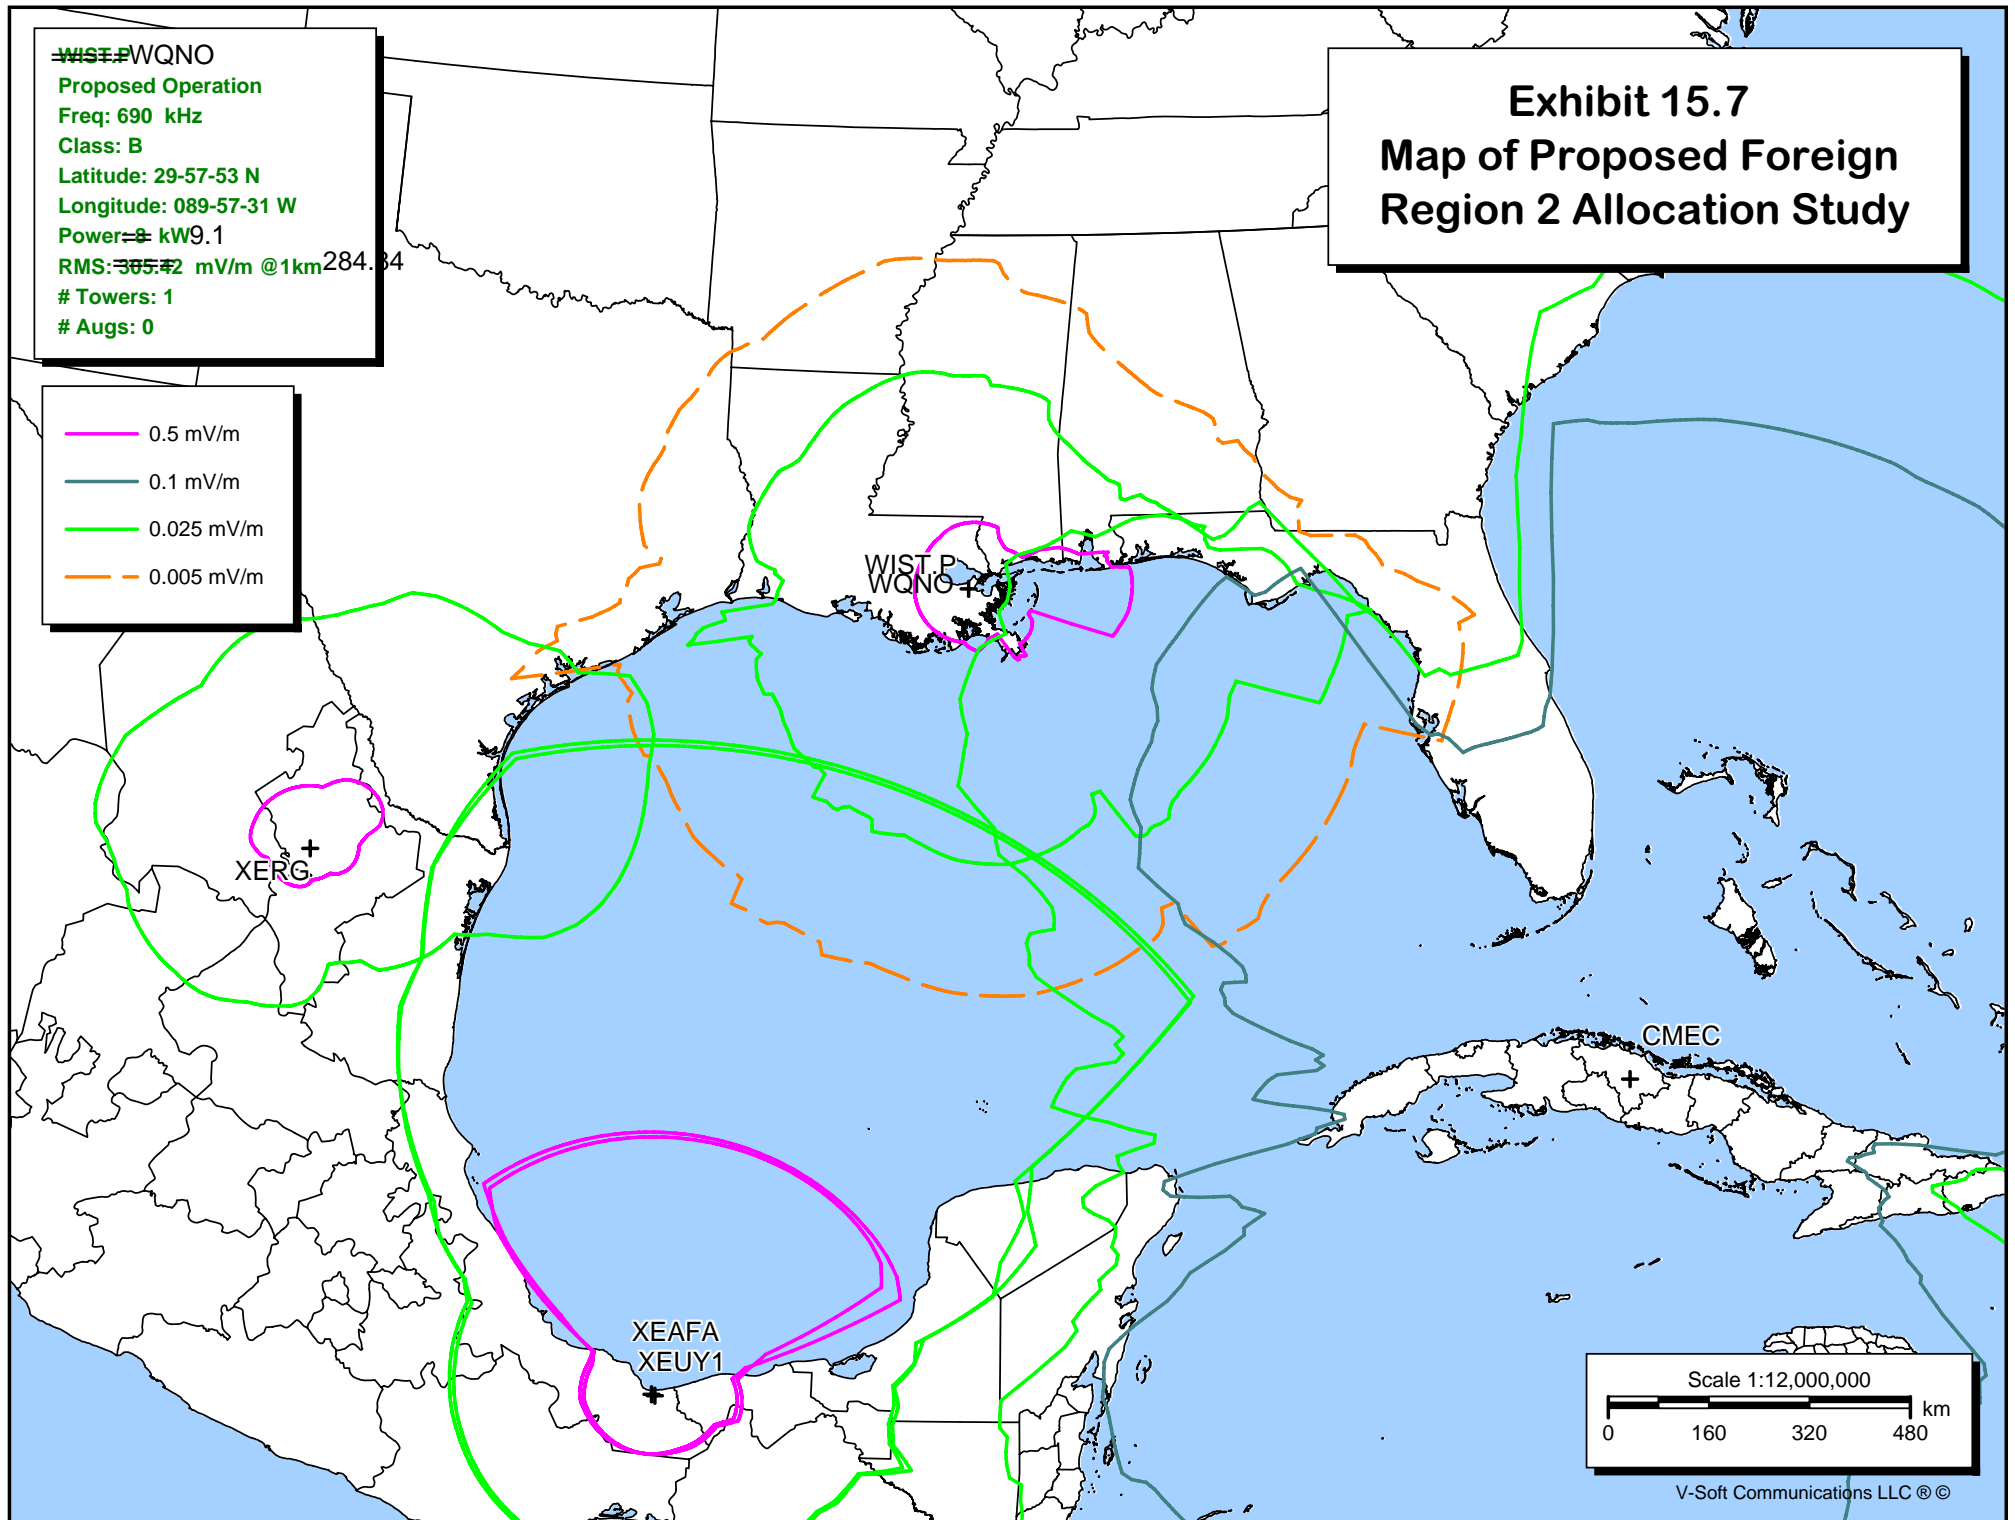 WIST.P WQNO
Proposed Operation
Freq: 690 kHz
Class: B
Latitude: 29-57-53 N
Longitude: 089-57-31 W
Power: 8 kW 9.1
RMS: 305.42 mV/m @1km 284.84
# Towers: 1
# Augs: 0
Exhibit 15.7
Map of Proposed Foreign
Region 2 Allocation Study
0.5 mV/m
0.1 mV/m
0.025 mV/m
0.005 mV/m
WIST.P
WQNO
XERG
CMEC
XEAFA
XEUY1
Scale 1:12,000,000
km
0 160 320 480
V-Soft Communications LLC ® ©